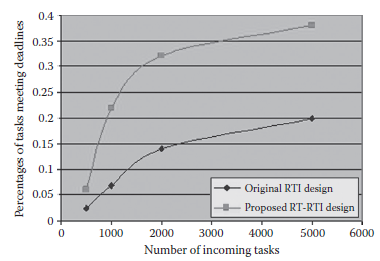 Percentages of tasks meeting deadlines
0.4
0.35
0.3
0.25
0.2
0.15
0.1
0.05
0
0 1000 2000 3000 4000 5000 6000
Number of incoming tasks
Original RTI design
Proposed RT-RTI design